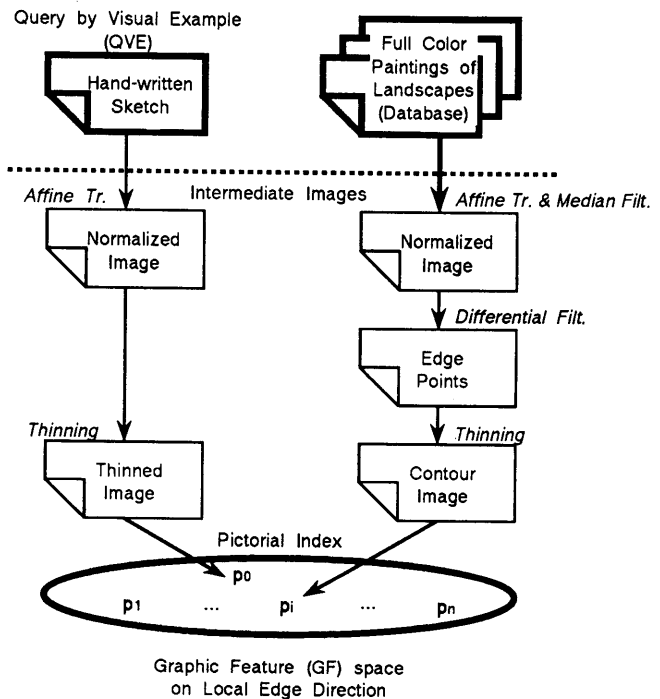 Query by Visual Example
(QVE)
Hand-written
Sketch
Full Color
Paintings of
Landscapes
(Database)
Affine Tr.
Intermediate Images
Affine Tr. & Median Filt.
Normalized
Image
Normalized
Image
Differential Filt.
Edge
Points
Thinning
Thinning
Thinned
Image
Contour
Image
Pictorial Index
p0
p1 ... pi ... pn
Graphic Feature (GF) space
on Local Edge Direction